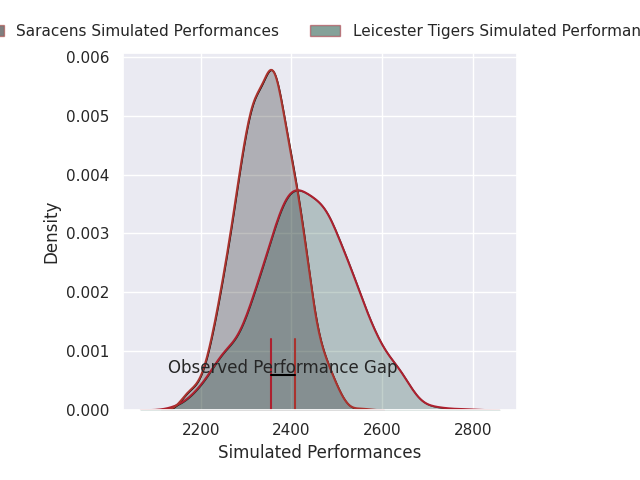 Saracens Simulated Performances Leicester Tigers Simulated
0.006
0.005
0.004
0.003
0.002
0.001
0.000
Density
Observed Performance Gap
2200 2400 2600 2800
Simulated Performances